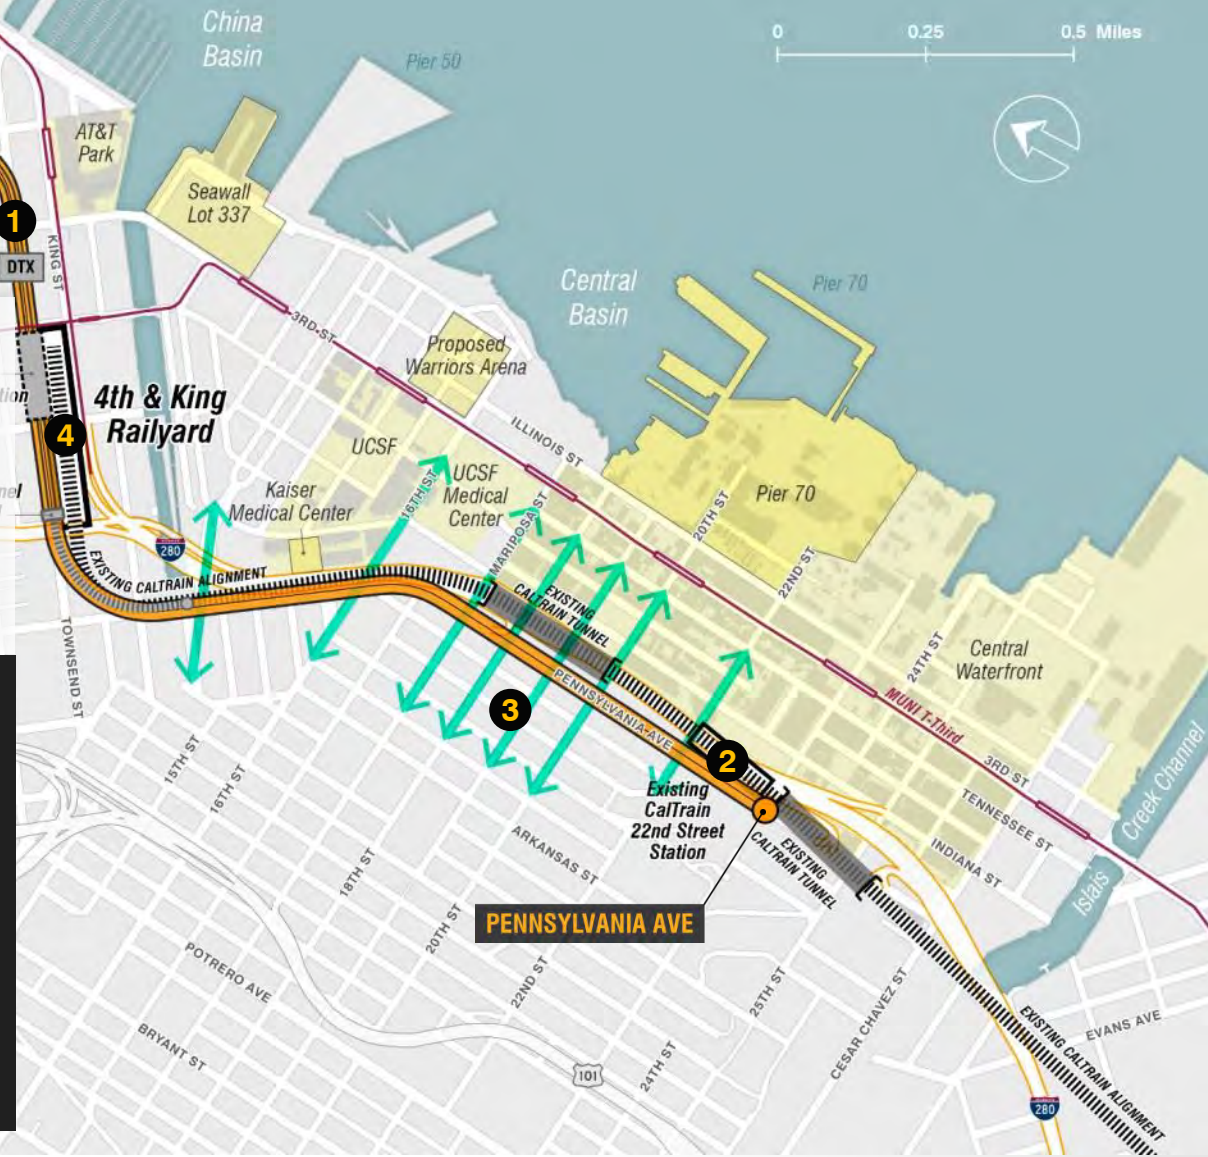 China
Basin
Pier 50
0 0.25 0.5 Miles
AT&T
Park
Seawall
Lot 337
1
DTX
KING ST
Central
Basin
Pier 70
3RD ST
Proposed
Warriors Arena
4th & King
Railyard
4
ILLINOIS ST
UCSF
UCSF
Medical
Center
Kaiser
Medical Center
16TH ST
MARIPOSA ST
20TH ST
22ND ST
Pier 70
280
EXISTING CALTRAIN ALIGNMENT
EXISTING
CALTRAIN TUNNEL
TOWNSEND ST
24TH ST
Central
Waterfront
PENNSYLVANIA AVE
3
2
MUNI T-Third
3RD ST
Creek Channel
Islais
15TH ST
16TH ST
Existing
CalTrain
22nd Street
Station
EXISTING
CALTRAIN TUNNEL
TENNESSEE ST
INDIANA ST
ARKANSAS ST
18TH ST
20TH ST
22ND ST
PENNSYLVANIA AVE
POTRERO AVE
BRYANT ST
25TH ST
CESAR CHAVEZ ST
24TH ST
101
EVANS AVE
EXISTING CALTRAIN ALIGNMENT
280